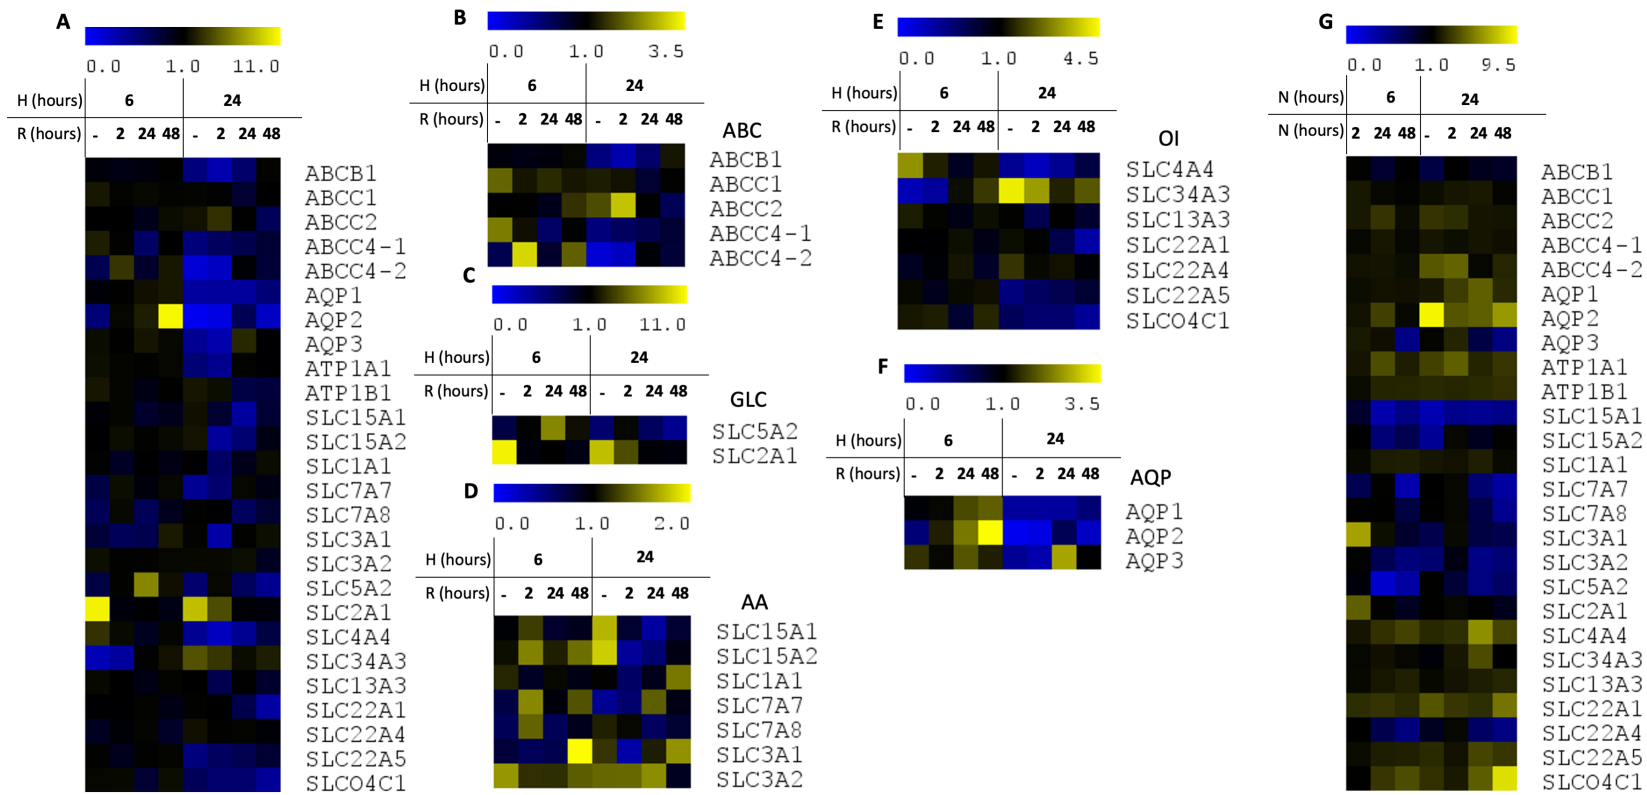 A
0.0 1.0 11.0
H (hours) 6 24
R (hours) - 2 24 48 - 2 24 48
ABCB1
ABCC1
ABCC2
ABCC4-1
ABCC4-2
AQP1
AQP2
AQP3
ATP1A1
ATP1B1
SLC15A1
SLC15A2
SLC1A1
SLC7A7
SLC7A8
SLC3A1
SLC3A2
SLC5A2
SLC2A1
SLC4A4
SLC34A3
SLC13A3
SLC22A1
SLC22A4
SLC22A5
SLCO4C1
B
0.0 1.0 3.5
H (hours) 6 24
R (hours) - 2 24 48 - 2 24 48
ABC
ABCB1
ABCC1
ABCC2
ABCC4-1
ABCC4-2
C
0.0 1.0 11.0
H (hours) 6 24
R (hours) - 2 24 48 - 2 24 48
GLC
SLC5A2
SLC2A1
D
0.0 1.0 2.0
H (hours) 6 24
R (hours) - 2 24 48 - 2 24 48
AA
SLC15A1
SLC15A2
SLC1A1
SLC7A7
SLC7A8
SLC3A1
SLC3A2
E
0.0 1.0 4.5
H (hours) 6 24
R (hours) - 2 24 48 - 2 24 48
OI
SLC4A4
SLC34A3
SLC13A3
SLC22A1
SLC22A4
SLC22A5
SLCO4C1
F
0.0 1.0 3.5
H (hours) 6 24
R (hours) - 2 24 48 - 2 24 48
AQP
AQP1
AQP2
AQP3
G
0.0 1.0 9.5
N (hours) 6 24
N (hours) 2 24 48 - 2 24 48
ABCB1
ABCC1
ABCC2
ABCC4-1
ABCC4-2
AQP1
AQP2
AQP3
ATP1A1
ATP1B1
SLC15A1
SLC15A2
SLC1A1
SLC7A7
SLC7A8
SLC3A1
SLC3A2
SLC5A2
SLC2A1
SLC4A4
SLC34A3
SLC13A3
SLC22A1
SLC22A4
SLC22A5
SLCO4C1